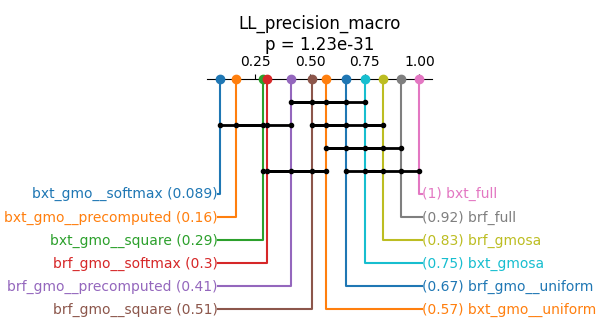 LL_precision_macro
p = 1.23e-31
0.25 0.50 0.75 1.00
bxt_gmo__softmax (0.089) (1) bxt_full
bxt_gmo__precomputed (0.16) (0.92) brf_full
bxt_gmo__square (0.29) (0.83) brf_gmosa
brf_gmo__softmax (0.3) (0.75) bxt_gmosa
brf_gmo__precomputed (0.41) (0.67) brf_gmo__uniform
brf_gmo__square (0.51) (0.57) bxt_gmo__uniform